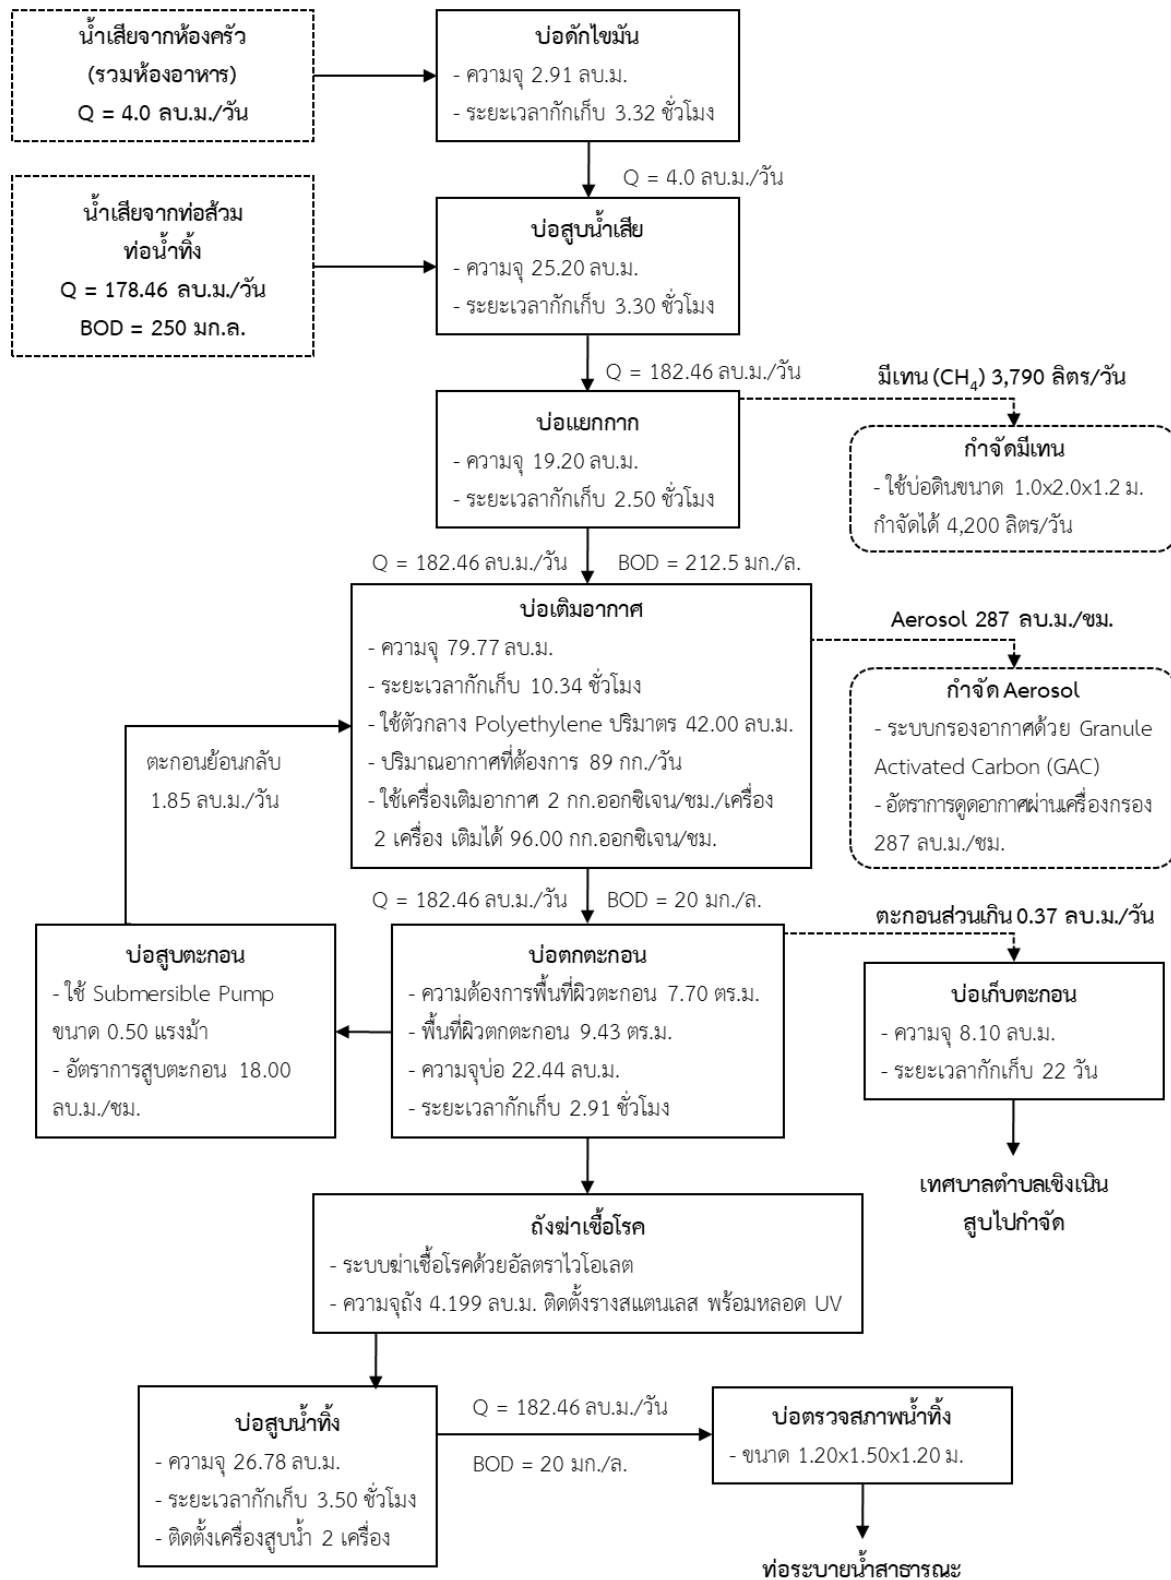 น้ำเสียจากห้องครัว
(รวมห้องอาหาร)
Q = 4.0 ลบ.ม./วัน
บ่อดักไขมัน
- ความจุ 2.91 ลบ.ม.
- ระยะเวลากักเก็บ 3.32 ชั่วโมง
Q = 4.0 ลบ.ม./วัน
น้ำเสียจากท่อส้วม
ท่อน้ำทิ้ง
Q = 178.46 ลบ.ม./วัน
BOD = 250 มก.ล.
บ่อสูบน้ำเสีย
- ความจุ 25.20 ลบ.ม.
- ระยะเวลากักเก็บ 3.30 ชั่วโมง
Q = 182.46 ลบ.ม./วัน
มีเทน (CH₄) 3,790 ลิตร/วัน
บ่อแยกกาก
- ความจุ 19.20 ลบ.ม.
- ระยะเวลากักเก็บ 2.50 ชั่วโมง
กำจัดมีเทน
- ใช้บ่อดินขนาด 1.0x2.0x1.2 ม.
กำจัดได้ 4,200 ลิตร/วัน
Q = 182.46 ลบ.ม./วัน BOD = 212.5 มก./ล.
บ่อเติมอากาศ
- ความจุ 79.77 ลบ.ม.
- ระยะเวลากักเก็บ 10.34 ชั่วโมง
- ใช้ตัวกลาง Polyethylene ปริมาตร 42.00 ลบ.ม.
- ปริมาณอากาศที่ต้องการ 89 กก./วัน
- ใช้เครื่องเติมอากาศ 2 กก.ออกซิเจน/ชม./เครื่อง
2 เครื่อง เติมได้ 96.00 กก.ออกซิเจน/ชม.
Aerosol 287 ลบ.ม./ชม.
กำจัด Aerosol
- ระบบกรองอากาศด้วย Granule
Activated Carbon (GAC)
- อัตราการดูดอากาศผ่านเครื่องกรอง
287 ลบ.ม./ชม.
ตะกอนย้อนกลับ
1.85 ลบ.ม./วัน
Q = 182.46 ลบ.ม./วัน BOD = 20 มก./ล.
ตะกอนส่วนเกิน 0.37 ลบ.ม./วัน
บ่อสูบตะกอน
- ใช้ Submersible Pump
ขนาด 0.50 แรงม้า
- อัตราการสูบตะกอน 18.00
ลบ.ม./ชม.
บ่อตกตะกอน
- ความต้องการพื้นที่ผิวตะกอน 7.70 ตร.ม.
- พื้นที่ผิวตกตะกอน 9.43 ตร.ม.
- ความจุบ่อ 22.44 ลบ.ม.
- ระยะเวลากักเก็บ 2.91 ชั่วโมง
บ่อเก็บตะกอน
- ความจุ 8.10 ลบ.ม.
- ระยะเวลากักเก็บ 22 วัน
เทศบาลตำบลเชิงเนิน
สูบไปกำจัด
ถังฆ่าเชื้อโรค
- ระบบฆ่าเชื้อโรคด้วยอัลตราไวโอเลต
- ความจุถัง 4.199 ลบ.ม. ติดตั้งรางสแตนเลส พร้อมหลอด UV
บ่อสูบน้ำทิ้ง
- ความจุ 26.78 ลบ.ม.
- ระยะเวลากักเก็บ 3.50 ชั่วโมง
- ติดตั้งเครื่องสูบน้ำ 2 เครื่อง
Q = 182.46 ลบ.ม./วัน
BOD = 20 มก./ล.
บ่อตรวจสภาพน้ำทิ้ง
- ขนาด 1.20x1.50x1.20 ม.
ท่อระบายน้ำสาธารณะ